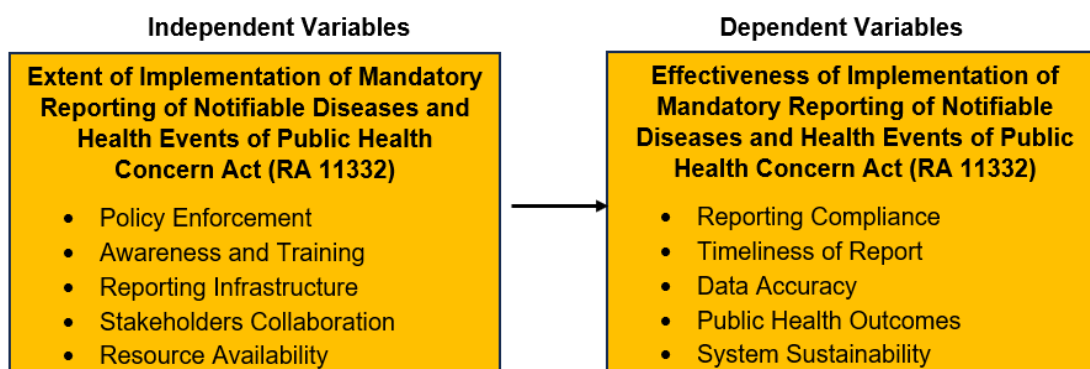 Independent Variables
Extent of Implementation of Mandatory
Reporting of Notifiable Diseases and
Health Events of Public Health
Concern Act (RA 11332)
• Policy Enforcement
• Awareness and Training
• Reporting Infrastructure
• Stakeholders Collaboration
• Resource Availability
Dependent Variables
Effectiveness of Implementation of
Mandatory Reporting of Notifiable
Diseases and Health Events of Public
Health Concern Act (RA 11332)
• Reporting Compliance
• Timeliness of Report
• Data Accuracy
• Public Health Outcomes
• System Sustainability